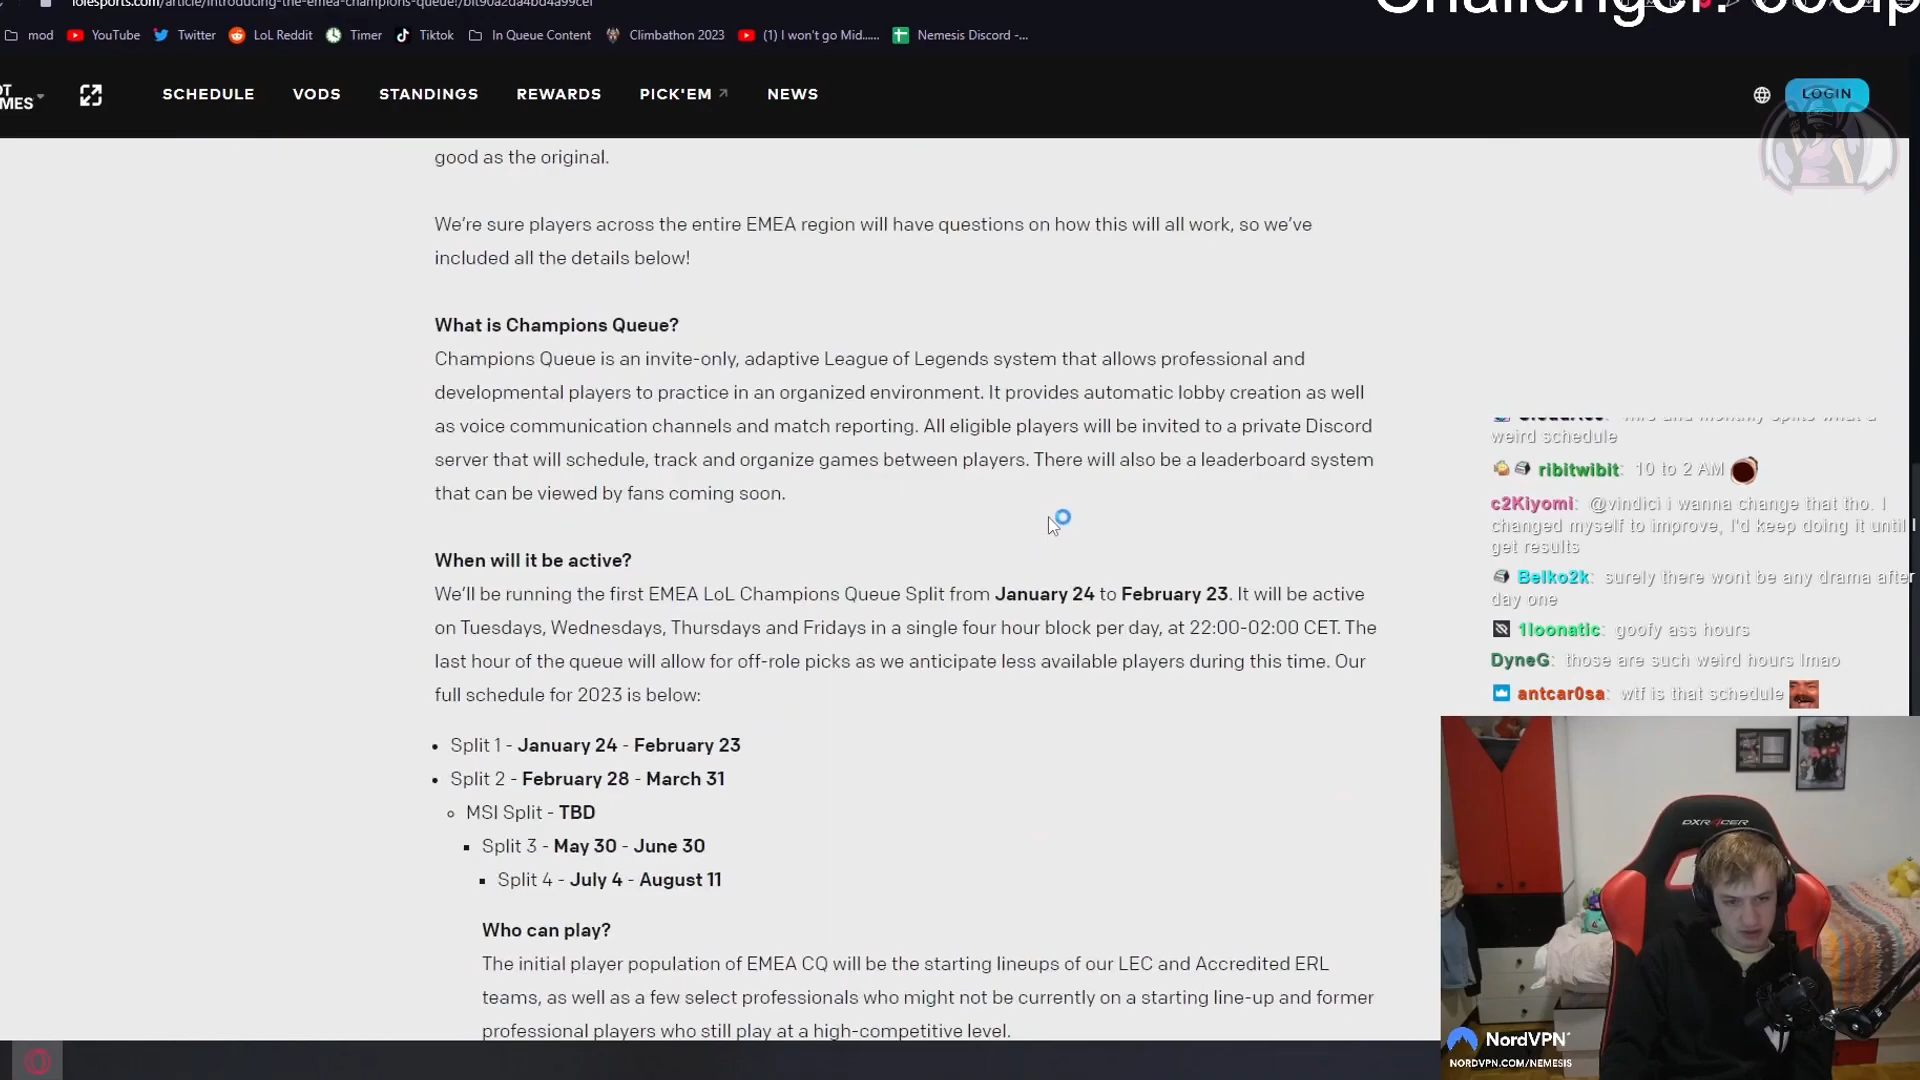 lolesports.com/article/introducing-the-emea-champions-queue!/blt90a2da4bd4a99cef
Challenger:
mod YouTube Twitter LoL Reddit Timer Tiktok In Queue Content Climbathon 2023 (1) I won't go Mid...... Nemesis Discord -...
SCHEDULE VODS STANDINGS REWARDS PICK'EM NEWS LOGIN
good as the original.
We're sure players across the entire EMEA region will have questions on how this will all work, so we've
included all the details below!
What is Champions Queue?
Champions Queue is an invite-only, adaptive League of Legends system that allows professional and
developmental players to practice in an organized environment. It provides automatic lobby creation as well
as voice communication channels and match reporting. All eligible players will be invited to a private Discord
server that will schedule, track and organize games between players. There will also be a leaderboard system
that can be viewed by fans coming soon.
When will it be active?
We'll be running the first EMEA LoL Champions Queue Split from January 24 to February 23. It will be active
on Tuesdays, Wednesdays, Thursdays and Fridays in a single four hour block per day, at 22:00-02:00 CET. The
last hour of the queue will allow for off-role picks as we anticipate less available players during this time. Our
full schedule for 2023 is below:
Split 1 - January 24 - February 23
Split 2 - February 28 - March 31
MSI Split - TBD
Split 3 - May 30 - June 30
Split 4 - July 4 - August 11
Who can play?
The initial player population of EMEA CQ will be the starting lineups of our LEC and Accredited ERL
teams, as well as a few select professionals who might not be currently on a starting line-up and former
professional players who still play at a high-competitive level.
weird schedule
ribitwibit: 10 to 2 AM
c2Kiyomi: @vindici i wanna change that tho. I
changed myself to improve, I'd keep doing it until I
get results
Belko2k: surely there wont be any drama after
day one
1loonatic: goofy ass hours
DyneG: those are such weird hours lmao
antcar0sa: wtf is that schedule
DXRACER
NordVPN
NORDVPN.COM/NEMESIS